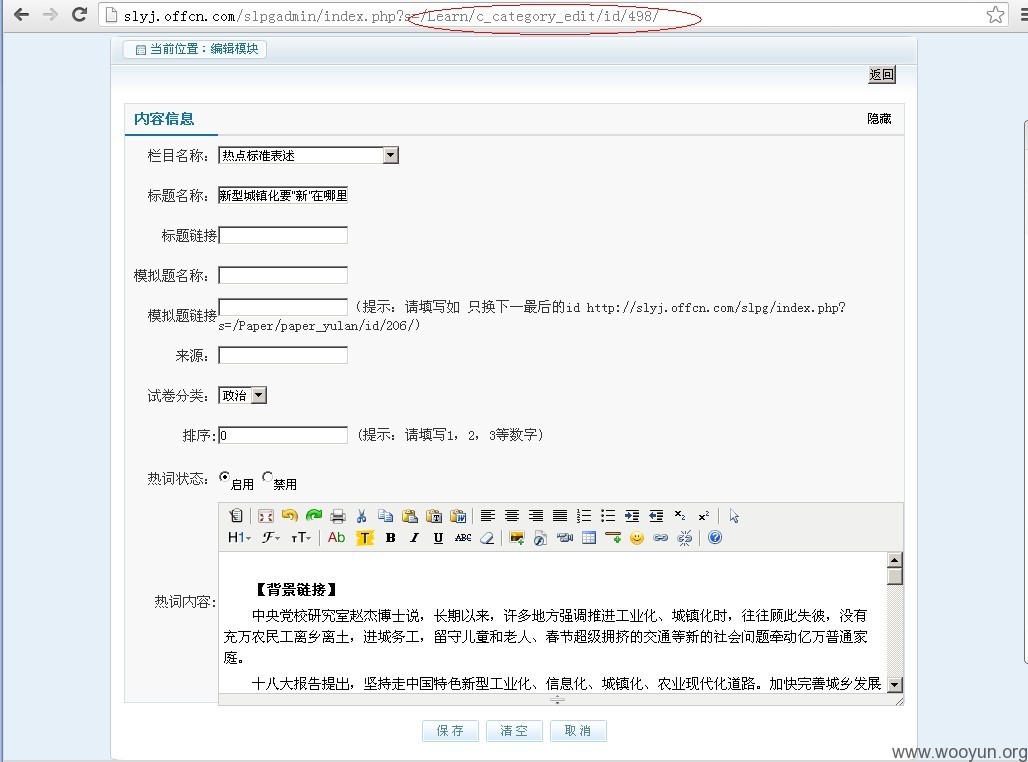 slyj.offcn.com/slpgadmin/index.php?s=/Learn/c_category_edit/id/498/
当前位置：编辑模块
返回
内容信息
隐藏
栏目名称： 热点标准表述
标题名称： 新型城镇化要"新"在哪里
标题链接
模拟题名称：
模拟题链接 (提示：请填写如 只换下一最后的id http://slyj.offcn.com/slpg/index.php?
s=/Paper/paper_yulan/id/206/)
来源：
试卷分类： 政治
排序: 0 (提示：请填写1，2，3等数字)
热词状态： 启用 禁用
H1 F TT Ab T B I U ABC
热词内容:
【背景链接】
中央党校研究室赵杰博士说，长期以来，许多地方强调推进工业化、城镇化时，往往顾此失彼，没有
充万农民工离乡离土，进城务工，留守儿童和老人、春节超级拥挤的交通等新的社会问题牵动亿万普通家
庭。
十八大报告提出，坚持走中国特色新型工业化、信息化、城镇化、农业现代化道路。加快完善城乡发展
保存 清空 取消
www.wooyun.org